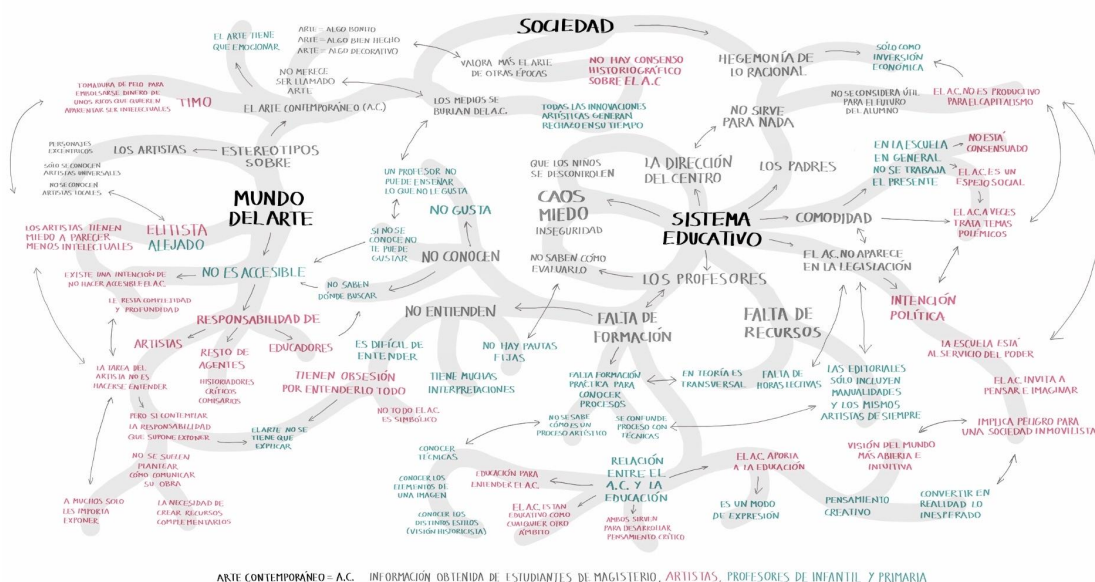 SOCIEDAD
EL ARTE TIENE
QUE EMOCIONAR
ARTE = ALGO BONITO
ARTE = ALGO BIEN HECHO
ARTE = ALGO DECORATIVO
VALORA MÁS EL ARTE
DE OTRAS ÉPOCAS
NO HAY CONSENSO
HISTORIOGRÁFICO
SOBRE EL A.C
HEGEMONÍA DE
LO RACIONAL
SÓLO COMO
INVERSIÓN
ECONÓMICA
NO MERECE
SER LLAMADO
ARTE
TOMADURA DE PELO PARA
EMBOLSARSE DINERO DE
UNOS RICOS QUE QUIEREN
APARENTAR SER INTELECTUALES
TIMO
EL ARTE CONTEMPORÁNEO (A.C.)
LOS MEDIOS SE
BURLAN DEL A.C.
TODAS LAS INNOVACIONES
ARTÍSTICAS GENERAN
RECHAZO EN SU TIEMPO
NO SIRVE
PARA NADA
NO SE CONSIDERA ÚTIL
PARA EL FUTURO
DEL ALUMNO
EL A.C. NO ES PRODUCTIVO
PARA EL CAPITALISMO
PERSONAJES
EXCÉNTRICOS
LOS ARTISTAS
ESTEREOTIPOS
SOBRE
SÓLO SE CONOCEN
ARTISTAS UNIVERSALES
NO SE CONOCEN
ARTISTAS LOCALES
UN PROFESOR NO
PUEDE ENSEÑAR
LO QUE NO LE GUSTA
QUE LOS NIÑOS
SE DESCONTROLEN
LA DIRECCIÓN
DEL CENTRO
LOS PADRES
EN LA ESCUELA
EN GENERAL
NO SE TRABAJA
EL PRESENTE
NO ESTÁ
CONSENSUADO
EL A.C. ES UN
ESPEJO SOCIAL
MUNDO
DEL ARTE
NO GUSTA
CAOS
MIEDO
INSEGURIDAD
SISTEMA
EDUCATIVO
COMODIDAD
EL A.C. A VECES
TRATA TEMAS
POLÉMICOS
LOS ARTISTAS TIENEN
MIEDO A PARECER
MENOS INTELECTUALES
ELITISTA
ALEJADO
SI NO SE
CONOCE NO
TE PUEDE
GUSTAR
NO CONOCEN
NO SABEN CÓMO
EVALUARLO
LOS PROFESORES
EL A.C. NO APARECE
EN LA LEGISLACIÓN
EXISTE UNA INTENCIÓN DE
NO HACER ACCESIBLE EL A.C.
NO ES ACCESIBLE
NO SABEN
DÓNDE BUSCAR
LE RESTA COMPLEJIDAD
Y PROFUNDIDAD
RESPONSABILIDAD DE
NO ENTIENDEN
FALTA DE
FORMACIÓN
FALTA DE
RECURSOS
INTENCIÓN
POLÍTICA
ARTISTAS
RESTO DE
AGENTES
EDUCADORES
HISTORIADORES
CRÍTICOS
COMISARIOS
ES DIFÍCIL DE
ENTENDER
NO HAY PAUTAS
FIJAS
LA ESCUELA ESTÁ
AL SERVICIO DEL PODER
LA TAREA DEL
ARTISTA NO ES
HACERSE ENTENDER
TIENEN OBSESIÓN
POR ENTENDERLO TODO
TIENE MUCHAS
INTERPRETACIONES
FALTA FORMACIÓN
PRÁCTICA PARA
CONOCER
PROCESOS
EN TEORÍA ES
TRANSVERSAL
FALTA DE
HORAS LECTIVAS
LAS EDITORIALES
SÓLO INCLUYEN
MANUALIDADES
Y LOS MISMOS
ARTISTAS DE SIEMPRE
EL A.C. INVITA A
PENSAR E IMAGINAR
NO TODO EL A.C.
ES SIMBÓLICO
PERO SI CONTEMPLAR
LA RESPONSABILIDAD
QUE SUPONE EXPONER
EL ARTE NO SE
TIENE QUE
EXPLICAR
NO SE SABE
CÓMO ES UN
PROCESO ARTÍSTICO
SE CONFUNDE
PROCESO CON
TÉCNICAS
IMPLICA PELIGRO PARA
UNA SOCIEDAD INMOVILISTA
VISIÓN DEL MUNDO
MÁS ABIERTA E
INTUITIVA
CONOCER
TÉCNICAS
NO SE SUELEN
PLANTEAR
CÓMO COMUNICAR
SU OBRA
CONOCER LOS
ELEMENTOS DE
UNA IMAGEN
EDUCACIÓN PARA
ENTENDER EL A.C.
RELACIÓN
ENTRE EL
A.C. Y LA
EDUCACIÓN
EL A.C. APORTA
A LA EDUCACIÓN
A MUCHOS SOLO
LES IMPORTA
EXPONER
LA NECESIDAD DE
CREAR RECURSOS
COMPLEMENTARIOS
CONOCER LOS
DISTINTOS ESTILOS
(VISIÓN HISTORICISTA)
EL A.C. ES TAN
EDUCATIVO COMO
CUALQUIER OTRO
ÁMBITO
AMBOS SIRVEN
PARA DESARROLLAR
PENSAMIENTO CRÍTICO
ES UN MODO
DE EXPRESIÓN
PENSAMIENTO
CREATIVO
CONVERTIR EN
REALIDAD LO
INESPERADO
ARTE CONTEMPORÁNEO = A.C. INFORMACIÓN OBTENIDA DE ESTUDIANTES DE MAGISTERIO, ARTISTAS, PROFESORES DE INFANTIL Y PRIMARIA